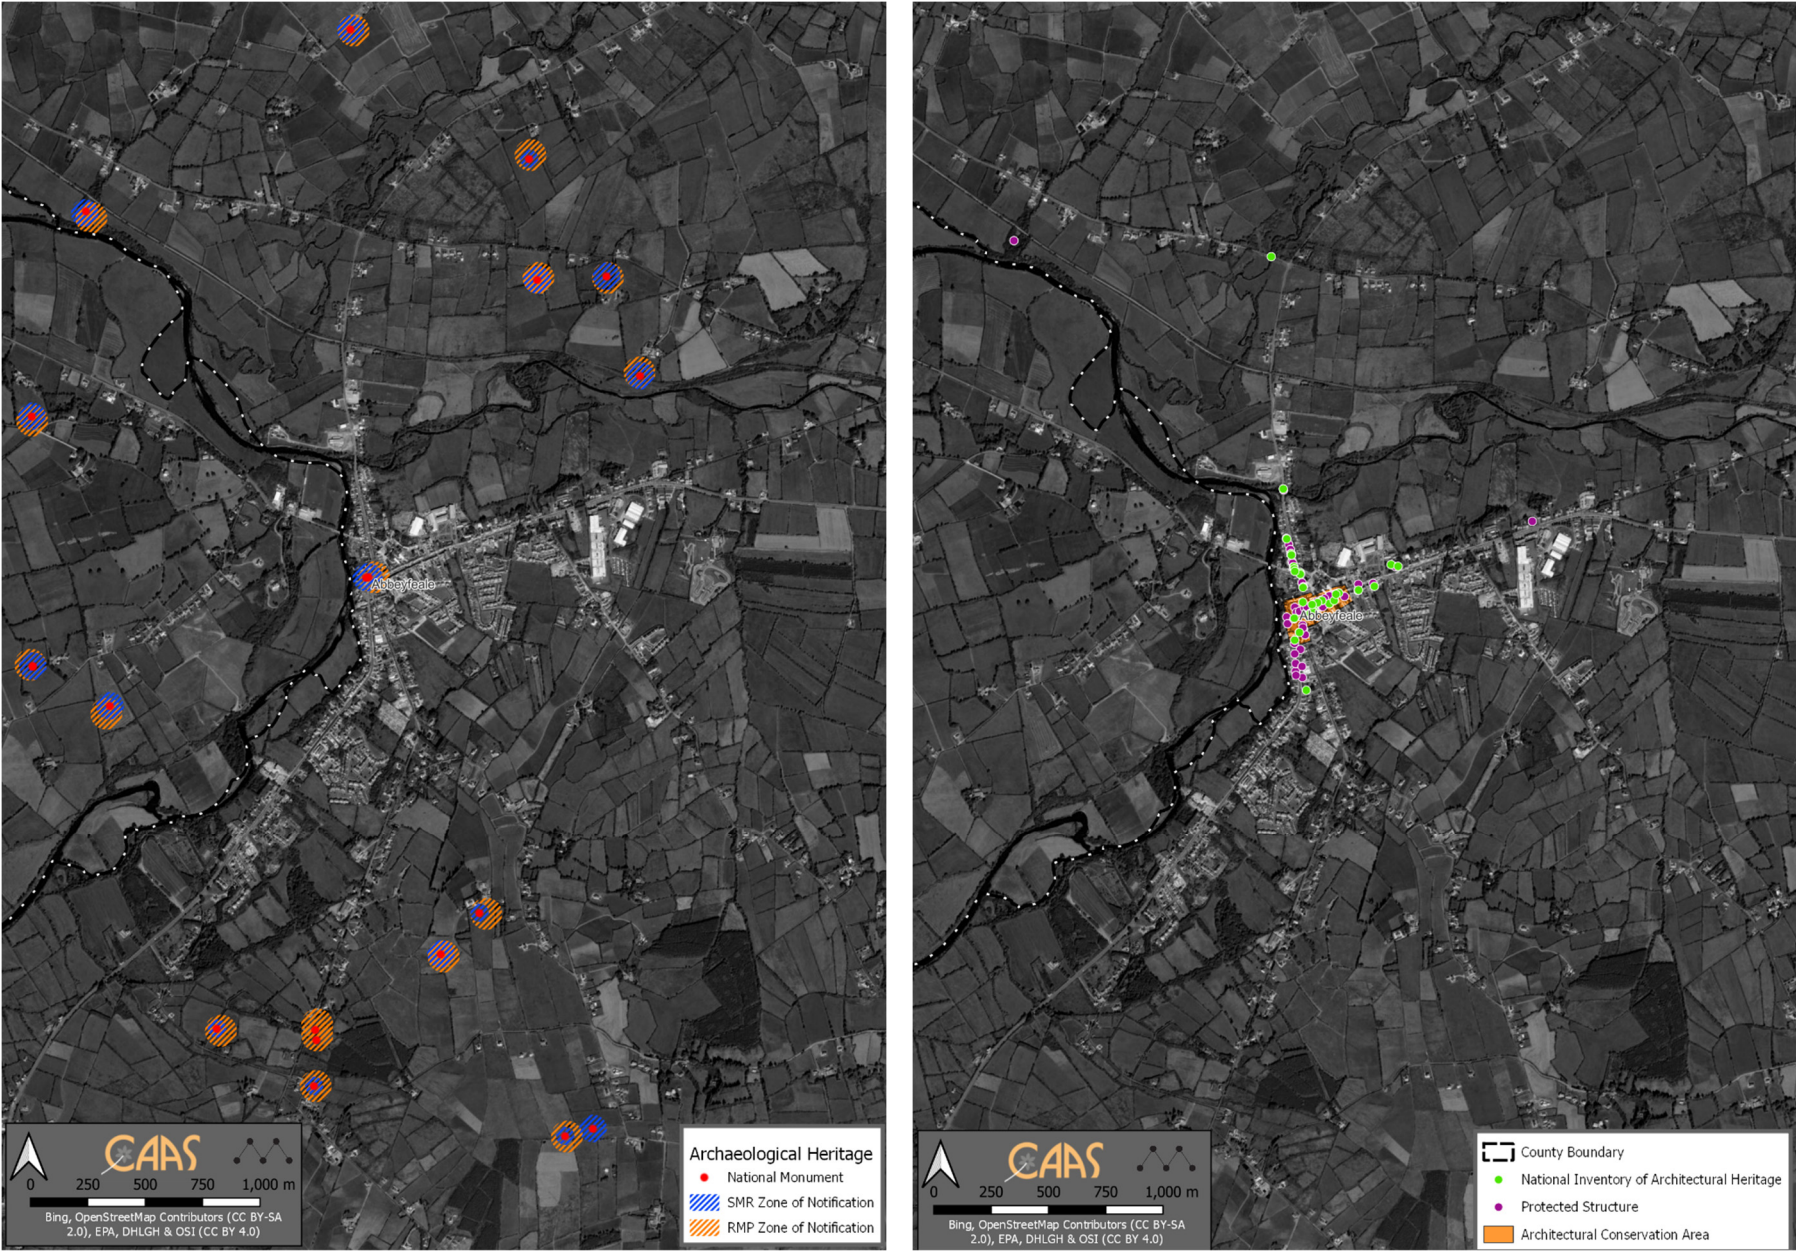 Abbeyfeale
CAAS
0 250 500 750 1,000 m
Bing, OpenStreetMap Contributors (CC BY-SA
2.0), EPA, DHLGH & OSI (CC BY 4.0)
Archaeological Heritage
National Monument
SMR Zone of Notification
RMP Zone of Notification
Abbeyfeale
CAAS
0 250 500 750 1,000 m
Bing, OpenStreetMap Contributors (CC BY-SA
2.0), EPA, DHLGH & OSI (CC BY 4.0)
County Boundary
National Inventory of Architectural Heritage
Protected Structure
Architectural Conservation Area